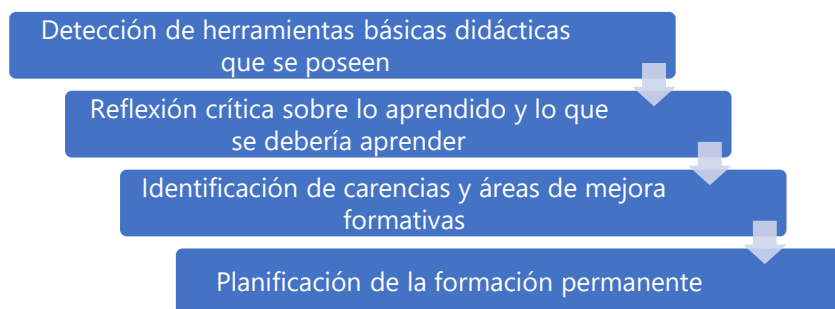 Detección de herramientas básicas didácticas
que se poseen
Reflexión crítica sobre lo aprendido y lo que
se debería aprender
Identificación de carencias y áreas de mejora
formativas
Planificación de la formación permanente